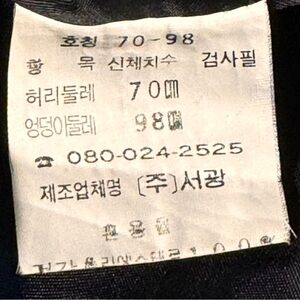 호칭 70-98
항 목 신체치수 검사필
허리둘레 70㎝
엉덩이둘레 98㎝
☎ 080-024-2525
제조업체명 (주)서광